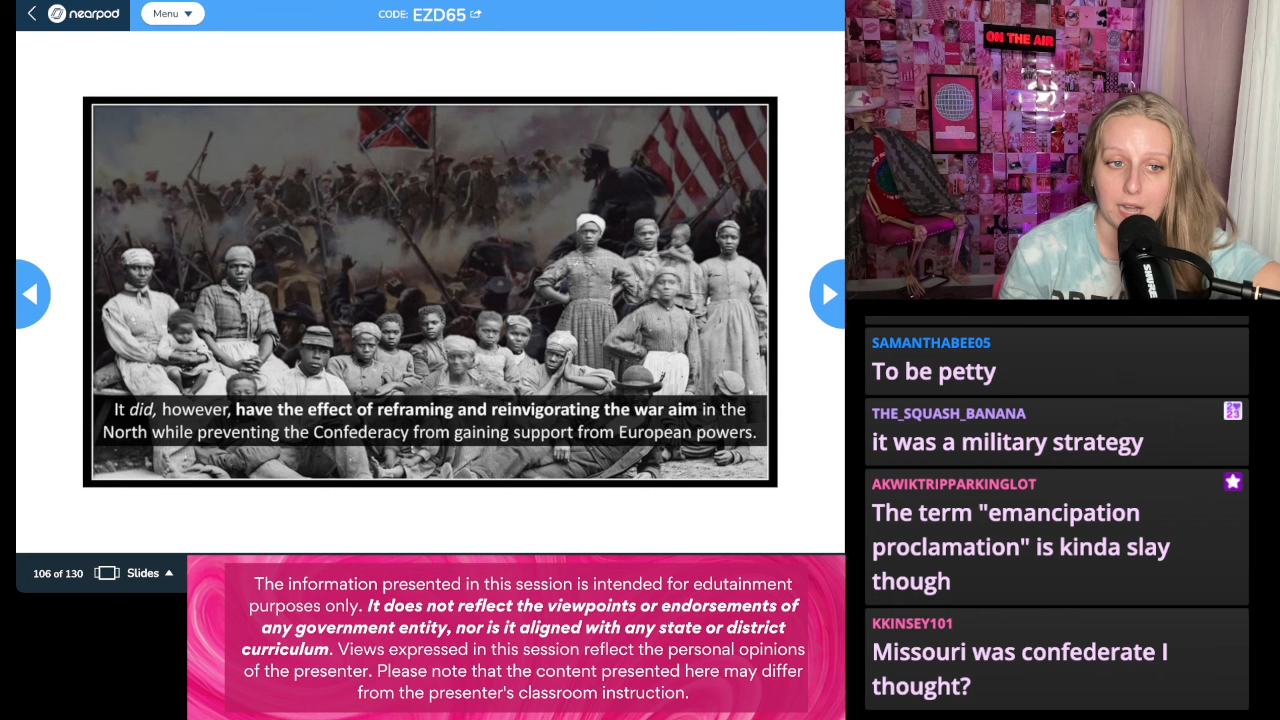 nearpod
Menu
CODE: EZD65
ON THE AIR
It did, however, have the effect of reframing and reinvigorating the war aim in the
North while preventing the Confederacy from gaining support from European powers.
106 of 130
Slides
The information presented in this session is intended for edutainment
purposes only. It does not reflect the viewpoints or endorsements of
any government entity, nor is it aligned with any state or district
curriculum. Views expressed in this session reflect the personal opinions
of the presenter. Please note that the content presented here may differ
from the presenter's classroom instruction.
SHURE
SAMANTHABEE05
To be petty
THE_SQUASH_BANANA
it was a military strategy
AKWIKTRIPPARKINGLOT
The term "emancipation
proclamation" is kinda slay
though
KKINSEY101
Missouri was confederate I
thought?